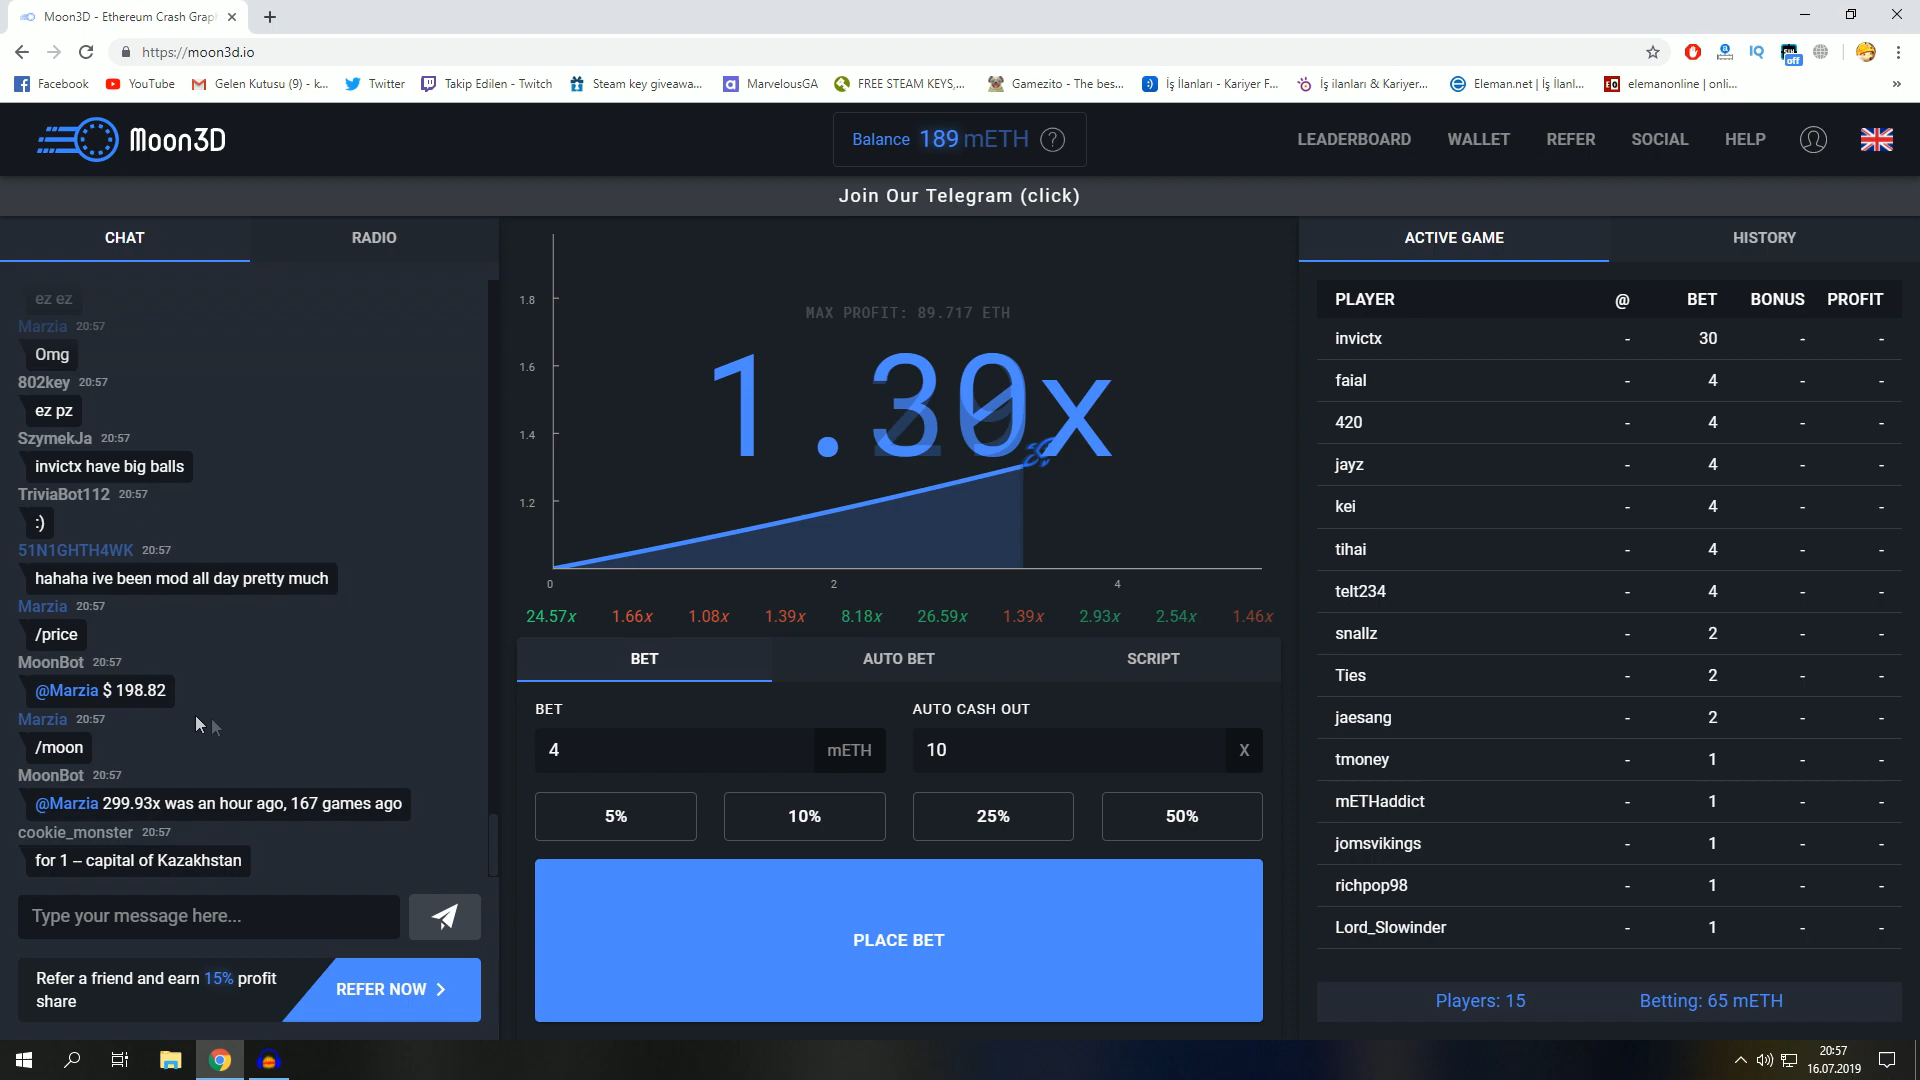 Moon3D - Ethereum Crash Grap
https://moon3d.io
off
IQ
Facebook
YouTube
Gelen Kutusu (9) - k...
Twitter
Takip Edilen - Twitch
Steam key giveawa...
MarvelousGA
FREE STEAM KEYS,...
Gamezito - The bes...
İş İlanları - Kariyer F...
İş ilanları & Kariyer...
Eleman.net | İş İlanl...
elemanonline | onli...
Moon3D
Balance 189 mETH ?
LEADERBOARD
WALLET
REFER
SOCIAL
HELP
Join Our Telegram (click)
CHAT
RADIO
ez ez
Marzia 20:57
Omg
802key 20:57
ez pz
SzymekJa 20:57
invictx have big balls
TriviaBot112 20:57
:)
51N1GHTH4WK 20:57
hahaha ive been mod all day pretty much
Marzia 20:57
/price
MoonBot 20:57
@Marzia $ 198.82
Marzia 20:57
/moon
MoonBot 20:57
@Marzia 299.93x was an hour ago, 167 games ago
cookie_monster 20:57
for 1 – capital of Kazakhstan
Type your message here...
Refer a friend and earn 15% profit
share
REFER NOW >
1.8
1.6
1.4
1.2
0 2 4
MAX PROFIT: 89.717 ETH
1.30x
24.57x 1.66x 1.08x 1.39x 8.18x 26.59x 1.39x 2.93x 2.54x 1.46x
BET
AUTO BET
SCRIPT
BET
AUTO CASH OUT
4 mETH
10 X
5% 10% 25% 50%
PLACE BET
ACTIVE GAME
HISTORY
PLAYER @ BET BONUS PROFIT
invictx - 30 - -
faial - 4 - -
420 - 4 - -
jayz - 4 - -
kei - 4 - -
tihai - 4 - -
telt234 - 4 - -
snallz - 2 - -
Ties - 2 - -
jaesang - 2 - -
tmoney - 1 - -
mETHaddict - 1 - -
jomsvikings - 1 - -
richpop98 - 1 - -
Lord_Slowinder - 1 - -
Players: 15
Betting: 65 mETH
20:57
16.07.2019